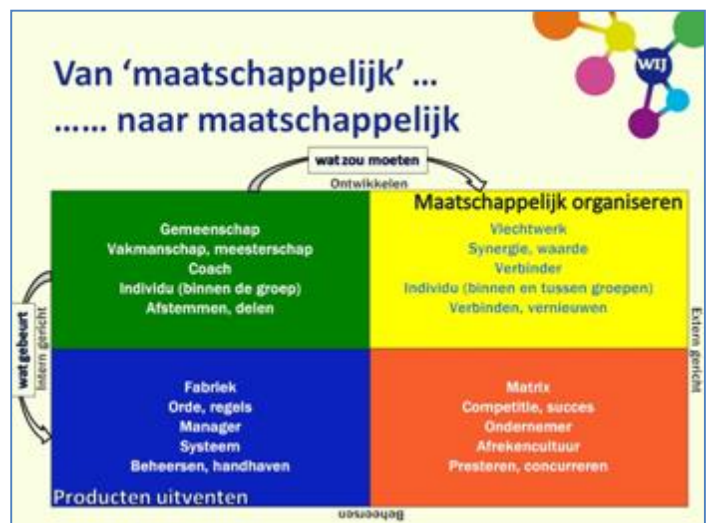 Van ‘maatschappelijk’ ...
...... naar maatschappelijk
WIJ
wat zou moeten
Ontwikkelen
Maatschappelijk organiseren
Gemeenschap
Vakmanschap, meesterschap
Coach
Individu (binnen de groep)
Afstemmen, delen
Vlechtwerk
Synergie, waarde
Verbinder
Individu (binnen en tussen groepen)
Verbinden, vernieuwen
wat gebeurt
Intern gericht
Extern gericht
Fabriek
Orde, regels
Manager
Systeem
Beheersen, handhaven
Producten uitventen
Matrix
Competitie, succes
Ondernemer
Afrekencultuur
Presteren, concurreren
Beheersen